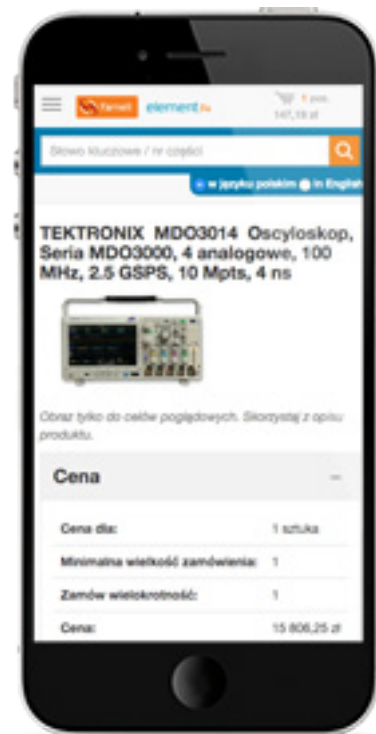 Farnell element14
1 poz.
147,18 zł
Słowo kluczowe / nr części
w języku polskim in English
TEKTRONIX MDO3014 Oscyloskop,
Seria MDO3000, 4 analogowe, 100
MHz, 2.5 GSPS, 10 Mpts, 4 ns
Obraz tylko do celów poglądowych. Skorzystaj z opisu
produktu.
Cena
Cena dla: 1 sztuka
Minimalna wielkość zamówienia: 1
Zamów wielokrotność: 1
Cena: 15 806,25 zł